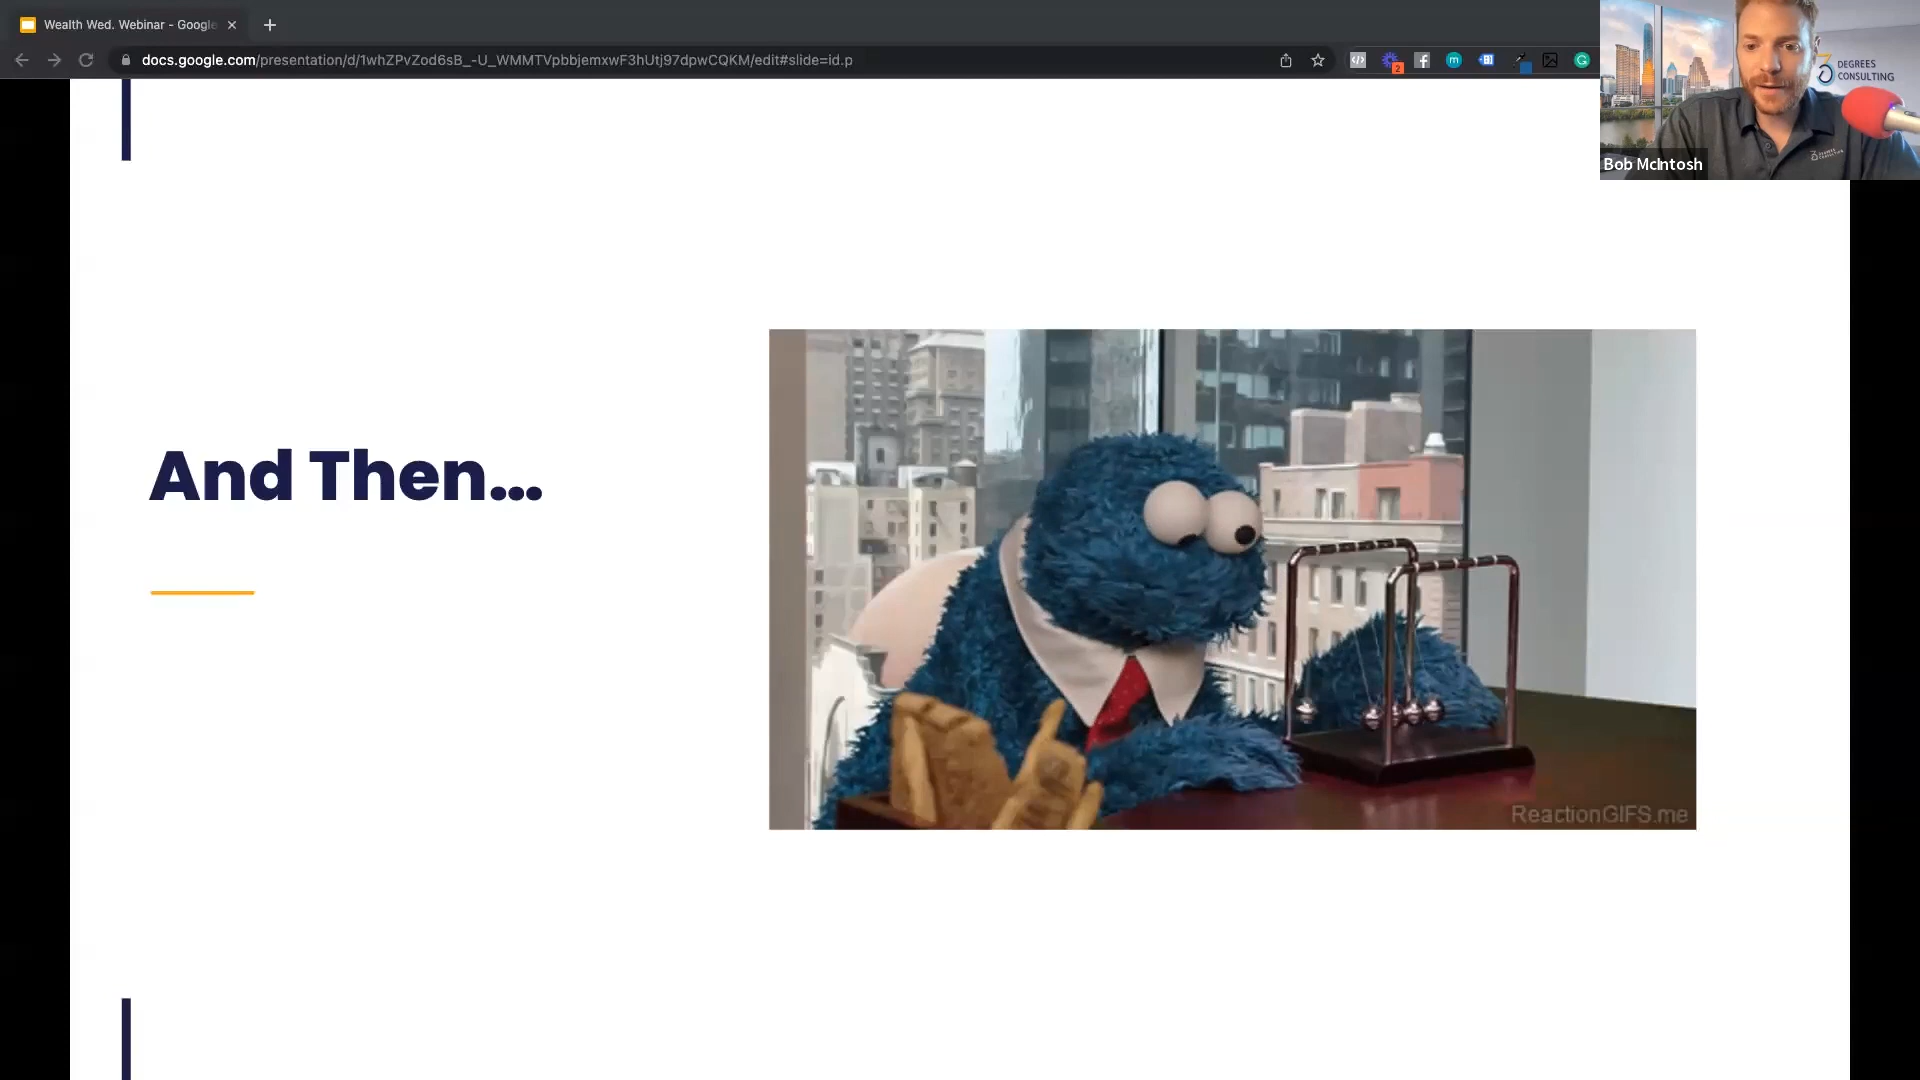 Wealth Wed. Webinar - Google
docs.google.com/presentation/d/1whZPvZod6sB_-U_WMMTVpbbjemxwF3hUtj97dpwCQKM/edit#slide=id.p
2
DEGREES
CONSULTING
Bob McIntosh
And Then...
ReactionGIFS.me